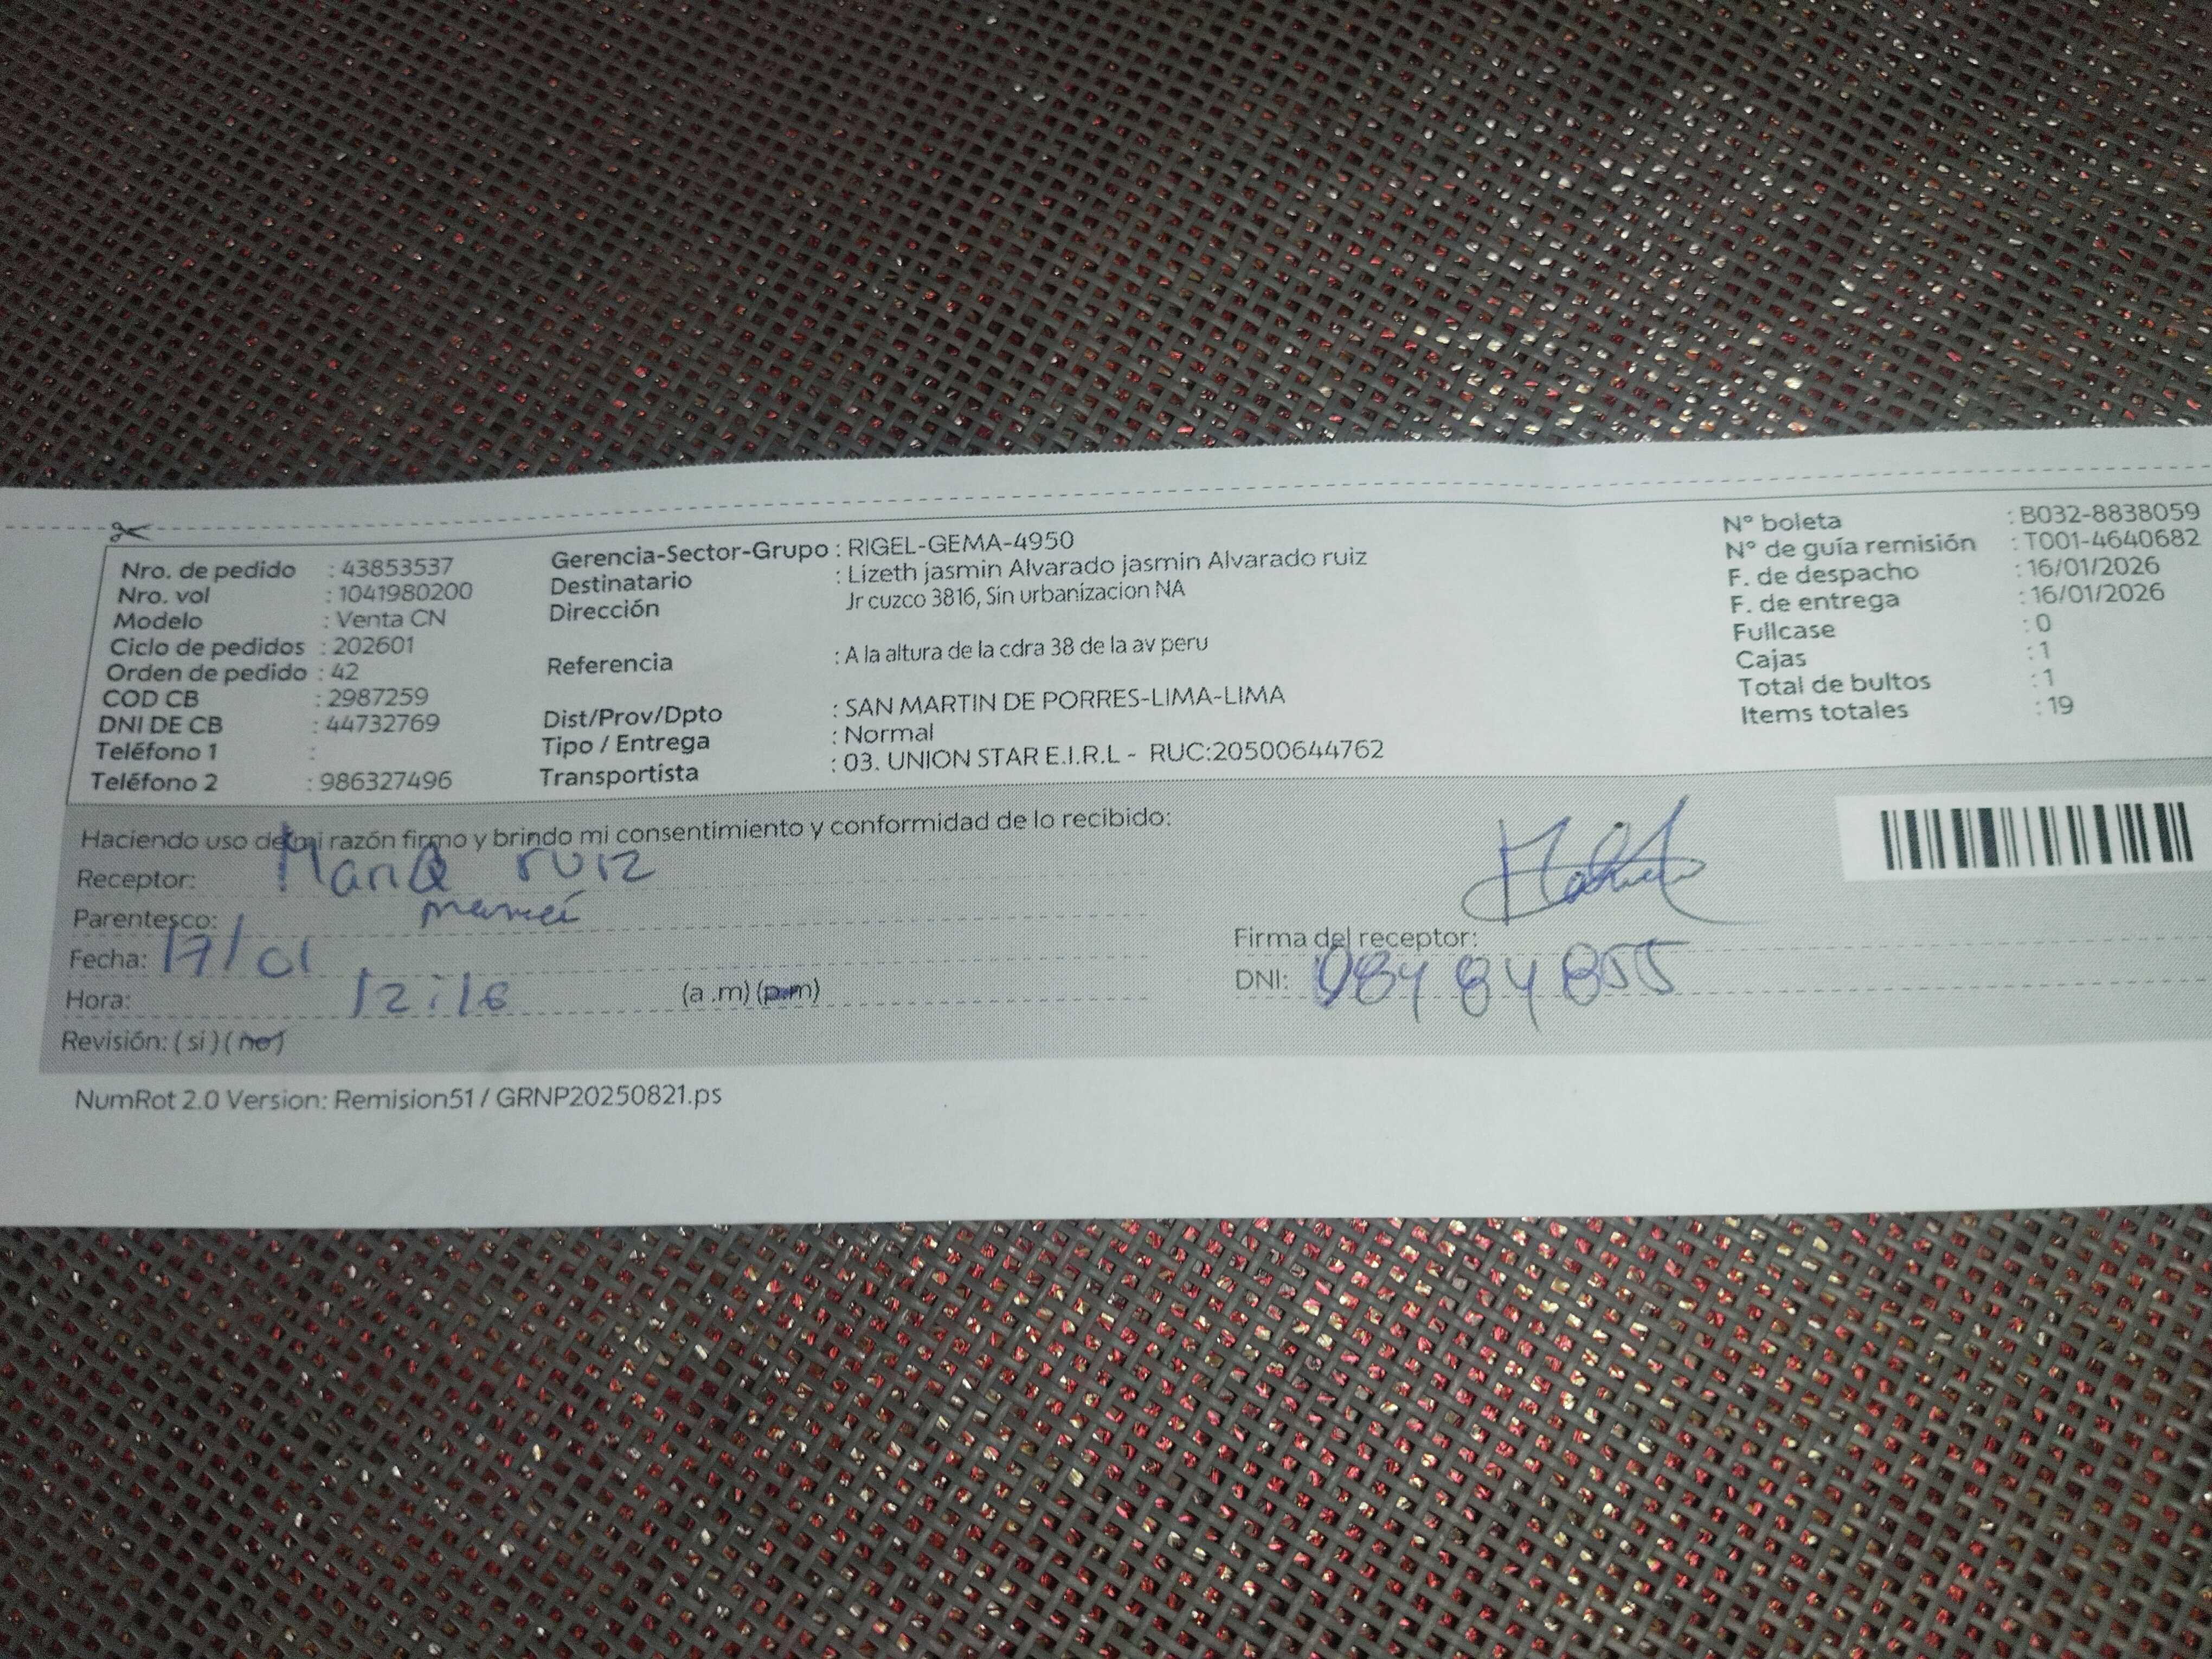 Nro. de pedido : 43853537
Nro. vol : 1041980200
Modelo : Venta CN
Ciclo de pedidos : 202601
Orden de pedido : 42
COD CB : 2987259
DNI DE CB : 44732769
Teléfono 1 :
Teléfono 2 : 986327496
Gerencia-Sector-Grupo : RIGEL-GEMA-4950
Destinatario : Lizeth jasmin Alvarado jasmin Alvarado ruiz
Dirección Jr cuzco 3816, Sin urbanizacion NA
Referencia : A la altura de la cdra 38 de la av peru
Dist/Prov/Dpto : SAN MARTIN DE PORRES-LIMA-LIMA
Tipo / Entrega : Normal
Transportista : 03. UNION STAR E.I.R.L - RUC:20500644762
N° boleta : B032-8838059
N° de guía remisión : T001-4640682
F. de despacho : 16/01/2026
F. de entrega : 16/01/2026
Fullcase : 0
Cajas : 1
Total de bultos : 1
Items totales : 19
Haciendo uso de mi razón firmo y brindo mi consentimiento y conformidad de lo recibido:
Receptor: Maria ruiz
Parentesco: mamá
Fecha: 17/01
Hora: 12:16 (a .m) (p.m)
Revisión: ( si ) ( no )
Firma del receptor:
DNI:
NumRot 2.0 Version: Remision51 / GRNP20250821.ps